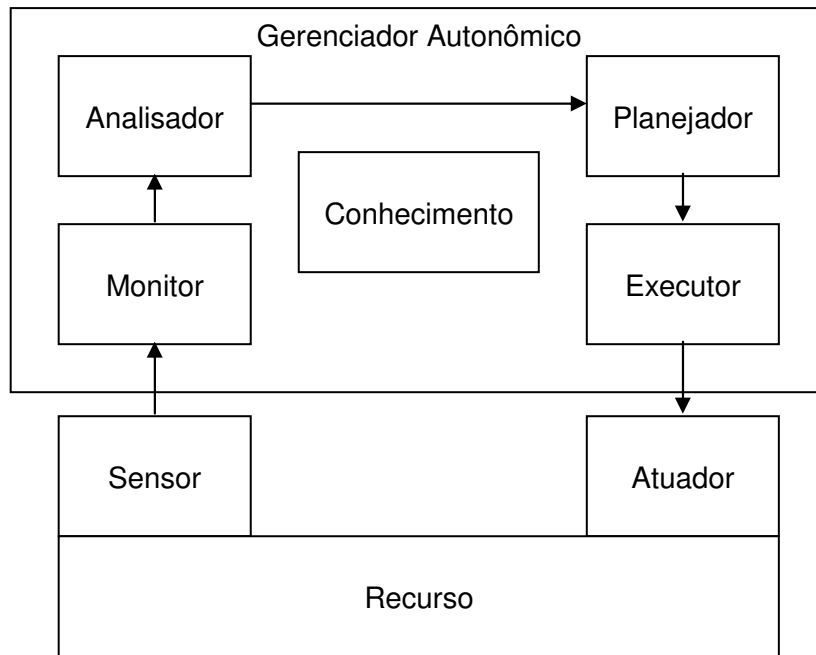 Gerenciador Autonômico
Analisador
Planejador
Conhecimento
Monitor
Executor
Sensor
Atuador
Recurso